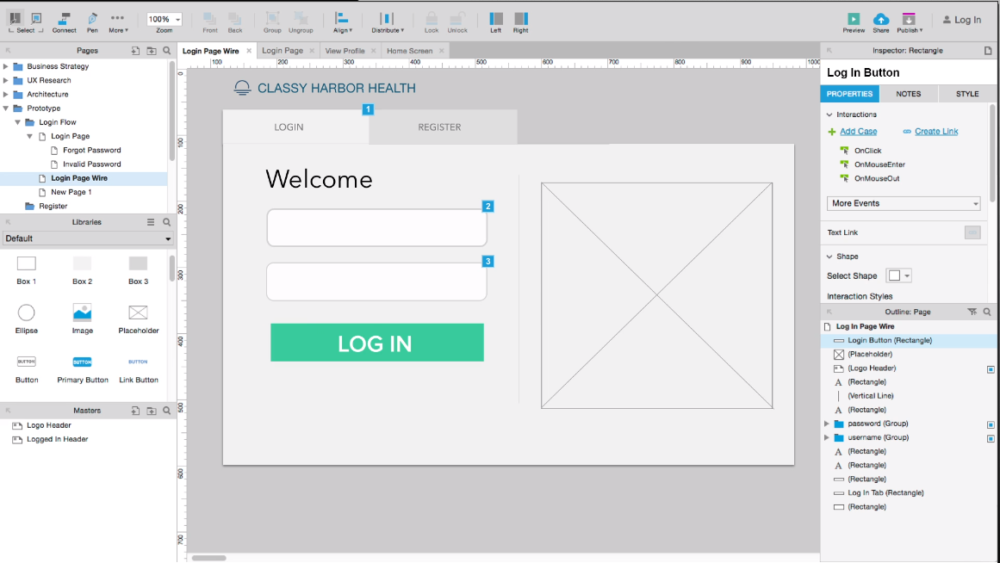 Select
Connect
Pen
More ▾
100%
Zoom
Front
Back
Group
Ungroup
Align ▾
Distribute ▾
Lock
Unlock
Left
Right
Preview
Share
Publish ▾
Log In
Pages
Business Strategy
UX Research
Architecture
Prototype
Login Flow
Login Page
Forgot Password
Invalid Password
Login Page Wire
New Page 1
Register
Libraries
Default
Box 1
Box 2
Box 3
Ellipse
Image
Placeholder
BUTTON
BUTTON
BUTTON
Button
Primary Button
Link Button
Masters
Logo Header
Logged In Header
Login Page Wire
Login Page
View Profile
Home Screen
100 200 300 400 500 600 700 800 900 1000
0
100
200
300
400
500
600
700
CLASSY HARBOR HEALTH
1
LOGIN
REGISTER
Welcome
2
3
LOG IN
Inspector: Rectangle
Log In Button
PROPERTIES
NOTES
STYLE
Interactions
Add Case
Create Link
OnClick
OnMouseEnter
OnMouseOut
More Events
Text Link
Shape
Select Shape
Interaction Styles
Outline: Page
Log In Page Wire
Login Button (Rectangle)
(Placeholder)
(Logo Header)
A (Rectangle)
(Vertical Line)
A (Rectangle)
password (Group)
username (Group)
A (Rectangle)
A (Rectangle)
(Rectangle)
Log In Tab (Rectangle)
(Rectangle)